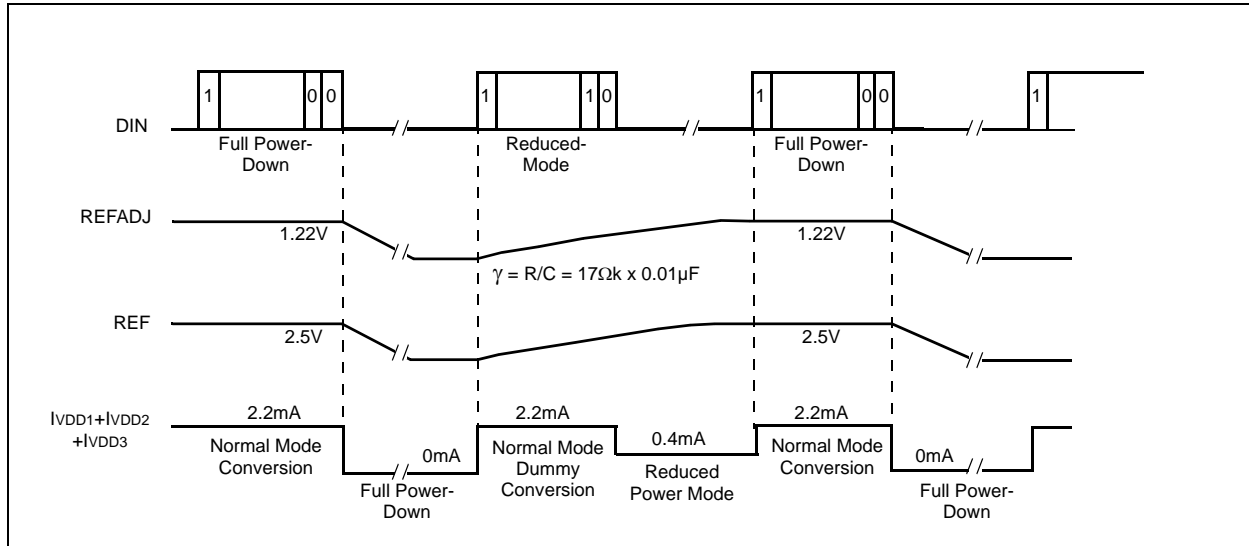 1 0 0 1 1 0 1 0 0 1
DIN
Full Power-
Down
Reduced-
Mode
Full Power-
Down
REFADJ
1.22V
1.22V
γ = R/C = 17Ωk x 0.01µF
REF
2.5V
2.5V
IVDD1+IVDD2
+IVDD3
2.2mA
Normal Mode
Conversion
0mA
Full Power-
Down
2.2mA
Normal Mode
Dummy
Conversion
0.4mA
Reduced
Power Mode
2.2mA
Normal Mode
Conversion
0mA
Full Power-
Down